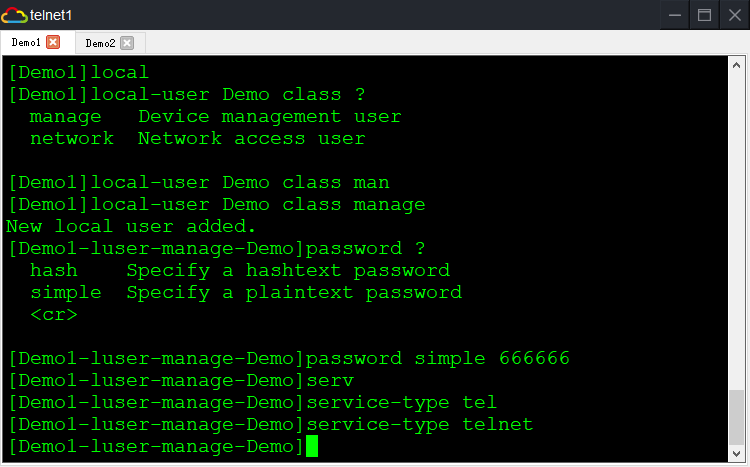 telnet1
Demo1 Demo2
[Demo1]local
[Demo1]local-user Demo class ?
  manage   Device management user
  network  Network access user
[Demo1]local-user Demo class man
[Demo1]local-user Demo class manage
New local user added.
[Demo1-luser-manage-Demo]password ?
  hash    Specify a hashtext password
  simple  Specify a plaintext password
  <cr>
[Demo1-luser-manage-Demo]password simple 666666
[Demo1-luser-manage-Demo]serv
[Demo1-luser-manage-Demo]service-type tel
[Demo1-luser-manage-Demo]service-type telnet
[Demo1-luser-manage-Demo]